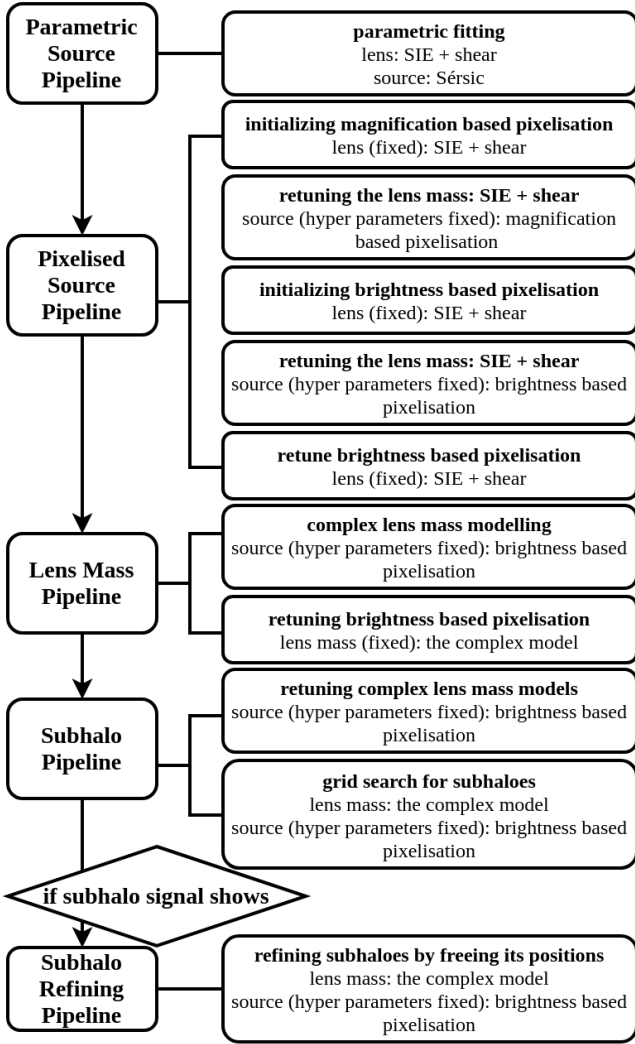 Parametric
Source
Pipeline
parametric fitting
lens: SIE + shear
source: Sérsic
initializing magnification based pixelisation
lens (fixed): SIE + shear
retuning the lens mass: SIE + shear
source (hyper parameters fixed): magnification
based pixelisation
Pixelised
Source
Pipeline
initializing brightness based pixelisation
lens (fixed): SIE + shear
retuning the lens mass: SIE + shear
source (hyper parameters fixed): brightness based
pixelisation
retune brightness based pixelisation
lens (fixed): SIE + shear
Lens Mass
Pipeline
complex lens mass modelling
source (hyper parameters fixed): brightness based
pixelisation
retuning brightness based pixelisation
lens mass (fixed): the complex model
Subhalo
Pipeline
retuning complex lens mass models
source (hyper parameters fixed): brightness based
pixelisation
grid search for subhaloes
lens mass: the complex model
source (hyper parameters fixed): brightness based
pixelisation
if subhalo signal shows
Subhalo
Refining
Pipeline
refining subhaloes by freeing its positions
lens mass: the complex model
source (hyper parameters fixed): brightness based
pixelisation